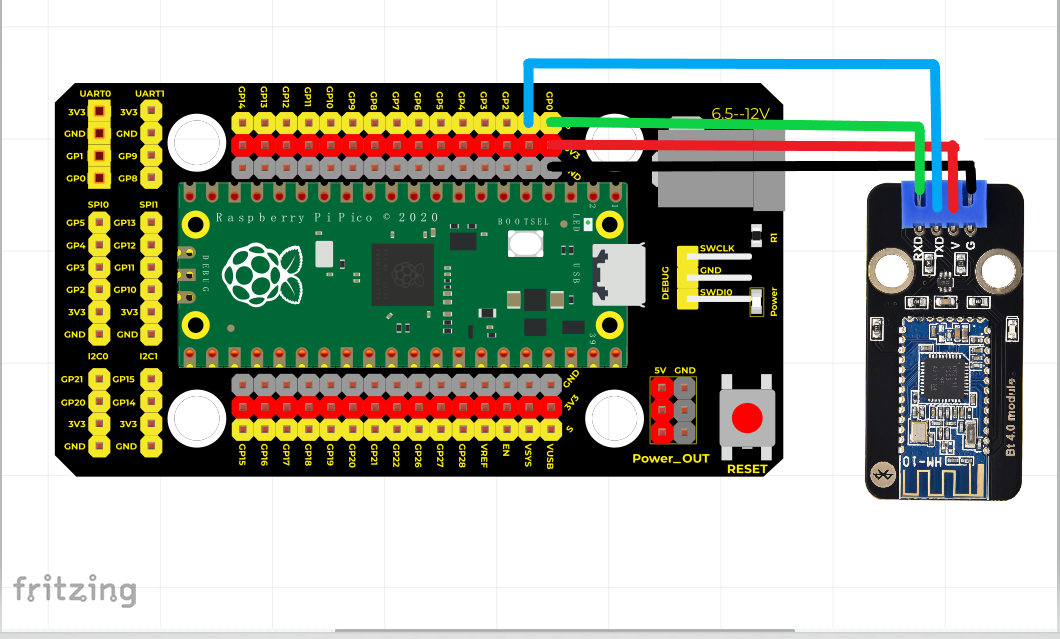 UART0 UART1
3V3 3V3
GND GND
GP1 GP9
GP0 GP8
SPI0 SPI1
GP5 GP13
GP4 GP12
GP3 GP11
GP2 GP10
3V3 3V3
GND GND
I2C0 I2C1
GP21 GP15
GP20 GP14
3V3 3V3
GND GND
GP14 GP13 GP12 GP11 GP10 GP9 GP8 GP7 GP6 GP5 GP4 GP3 GP2 GP0
6.5--12V
Raspberry Pi Pico © 2020
BOOTSEL
LED
USB
DEBUG
2
1
39
DEBUG
SWCLK
GND
SWDIO
R1
Power
GND
3V3
S
GP15 GP16 GP17 GP18 GP19 GP20 GP21 GP22 GP26 GP27 GP28 VREF EN VSYS VUSB
5V GND
Power_OUT
RESET
RXD TXD V G
HM-10
Bt 4.0 module
fritzing